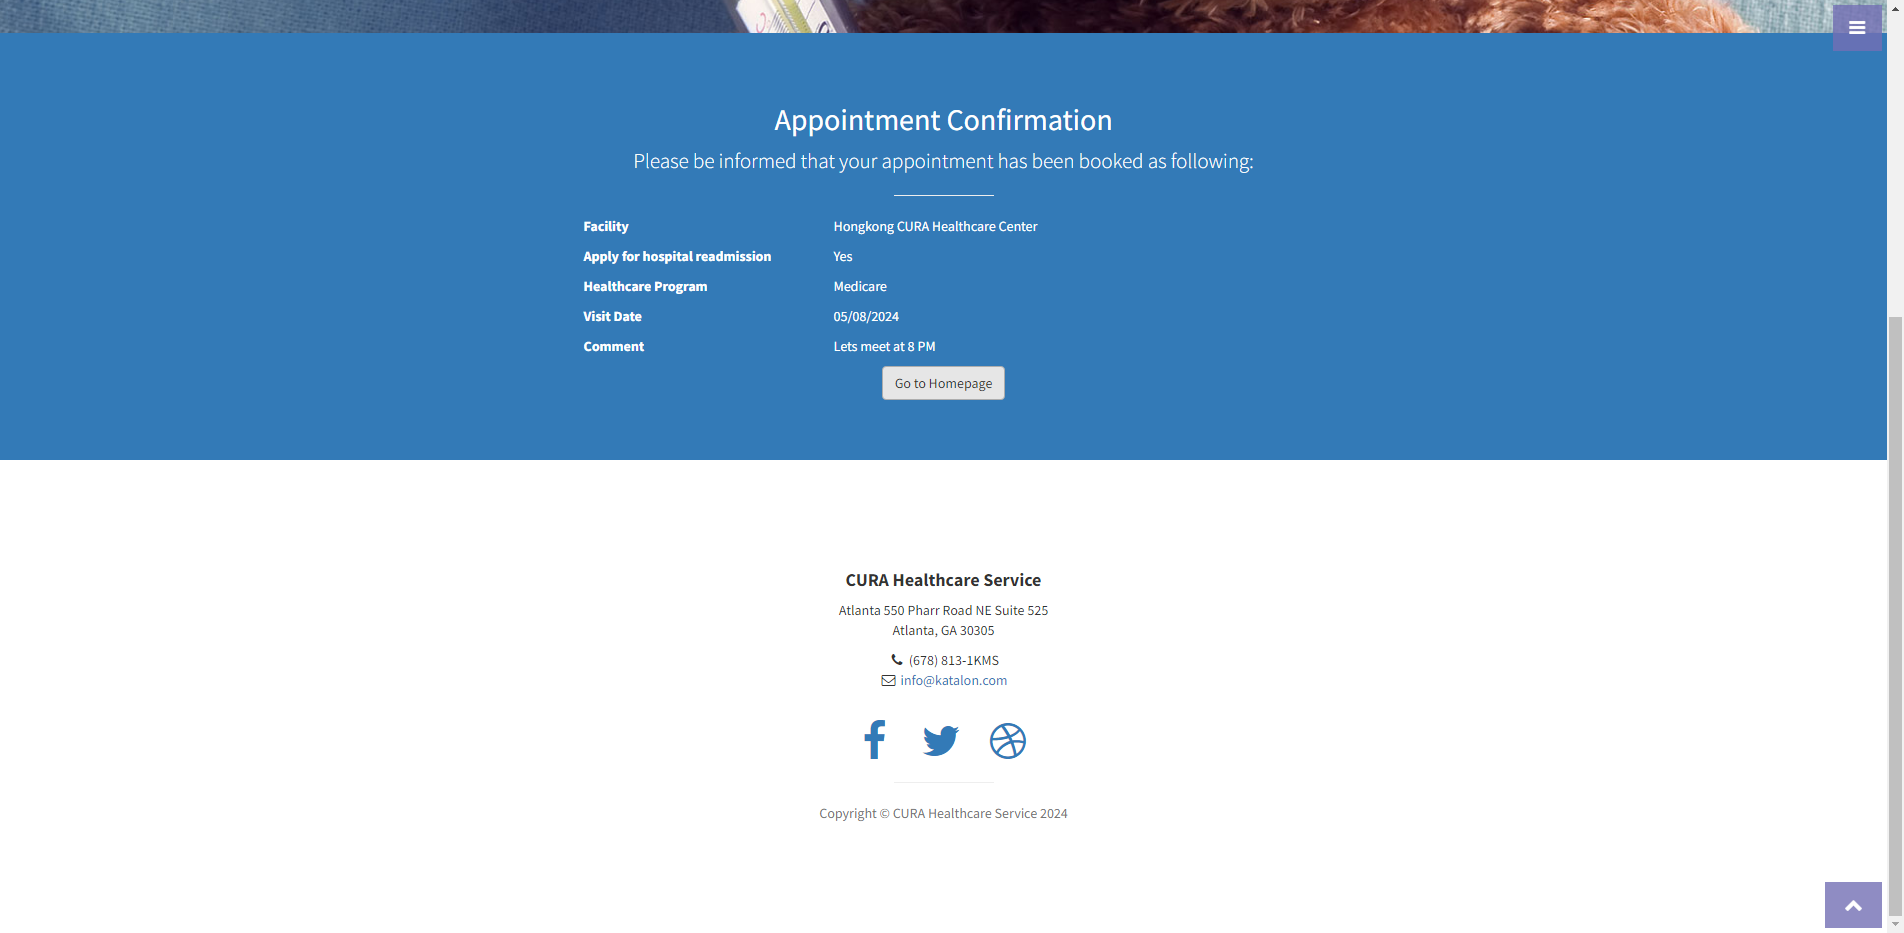 Appointment Confirmation
Please be informed that your appointment has been booked as following:
Facility Hongkong CURA Healthcare Center
Apply for hospital readmission Yes
Healthcare Program Medicare
Visit Date 05/08/2024
Comment Lets meet at 8 PM
Go to Homepage
CURA Healthcare Service
Atlanta 550 Pharr Road NE Suite 525
Atlanta, GA 30305
(678) 813-1KMS
info@katalon.com
Copyright © CURA Healthcare Service 2024